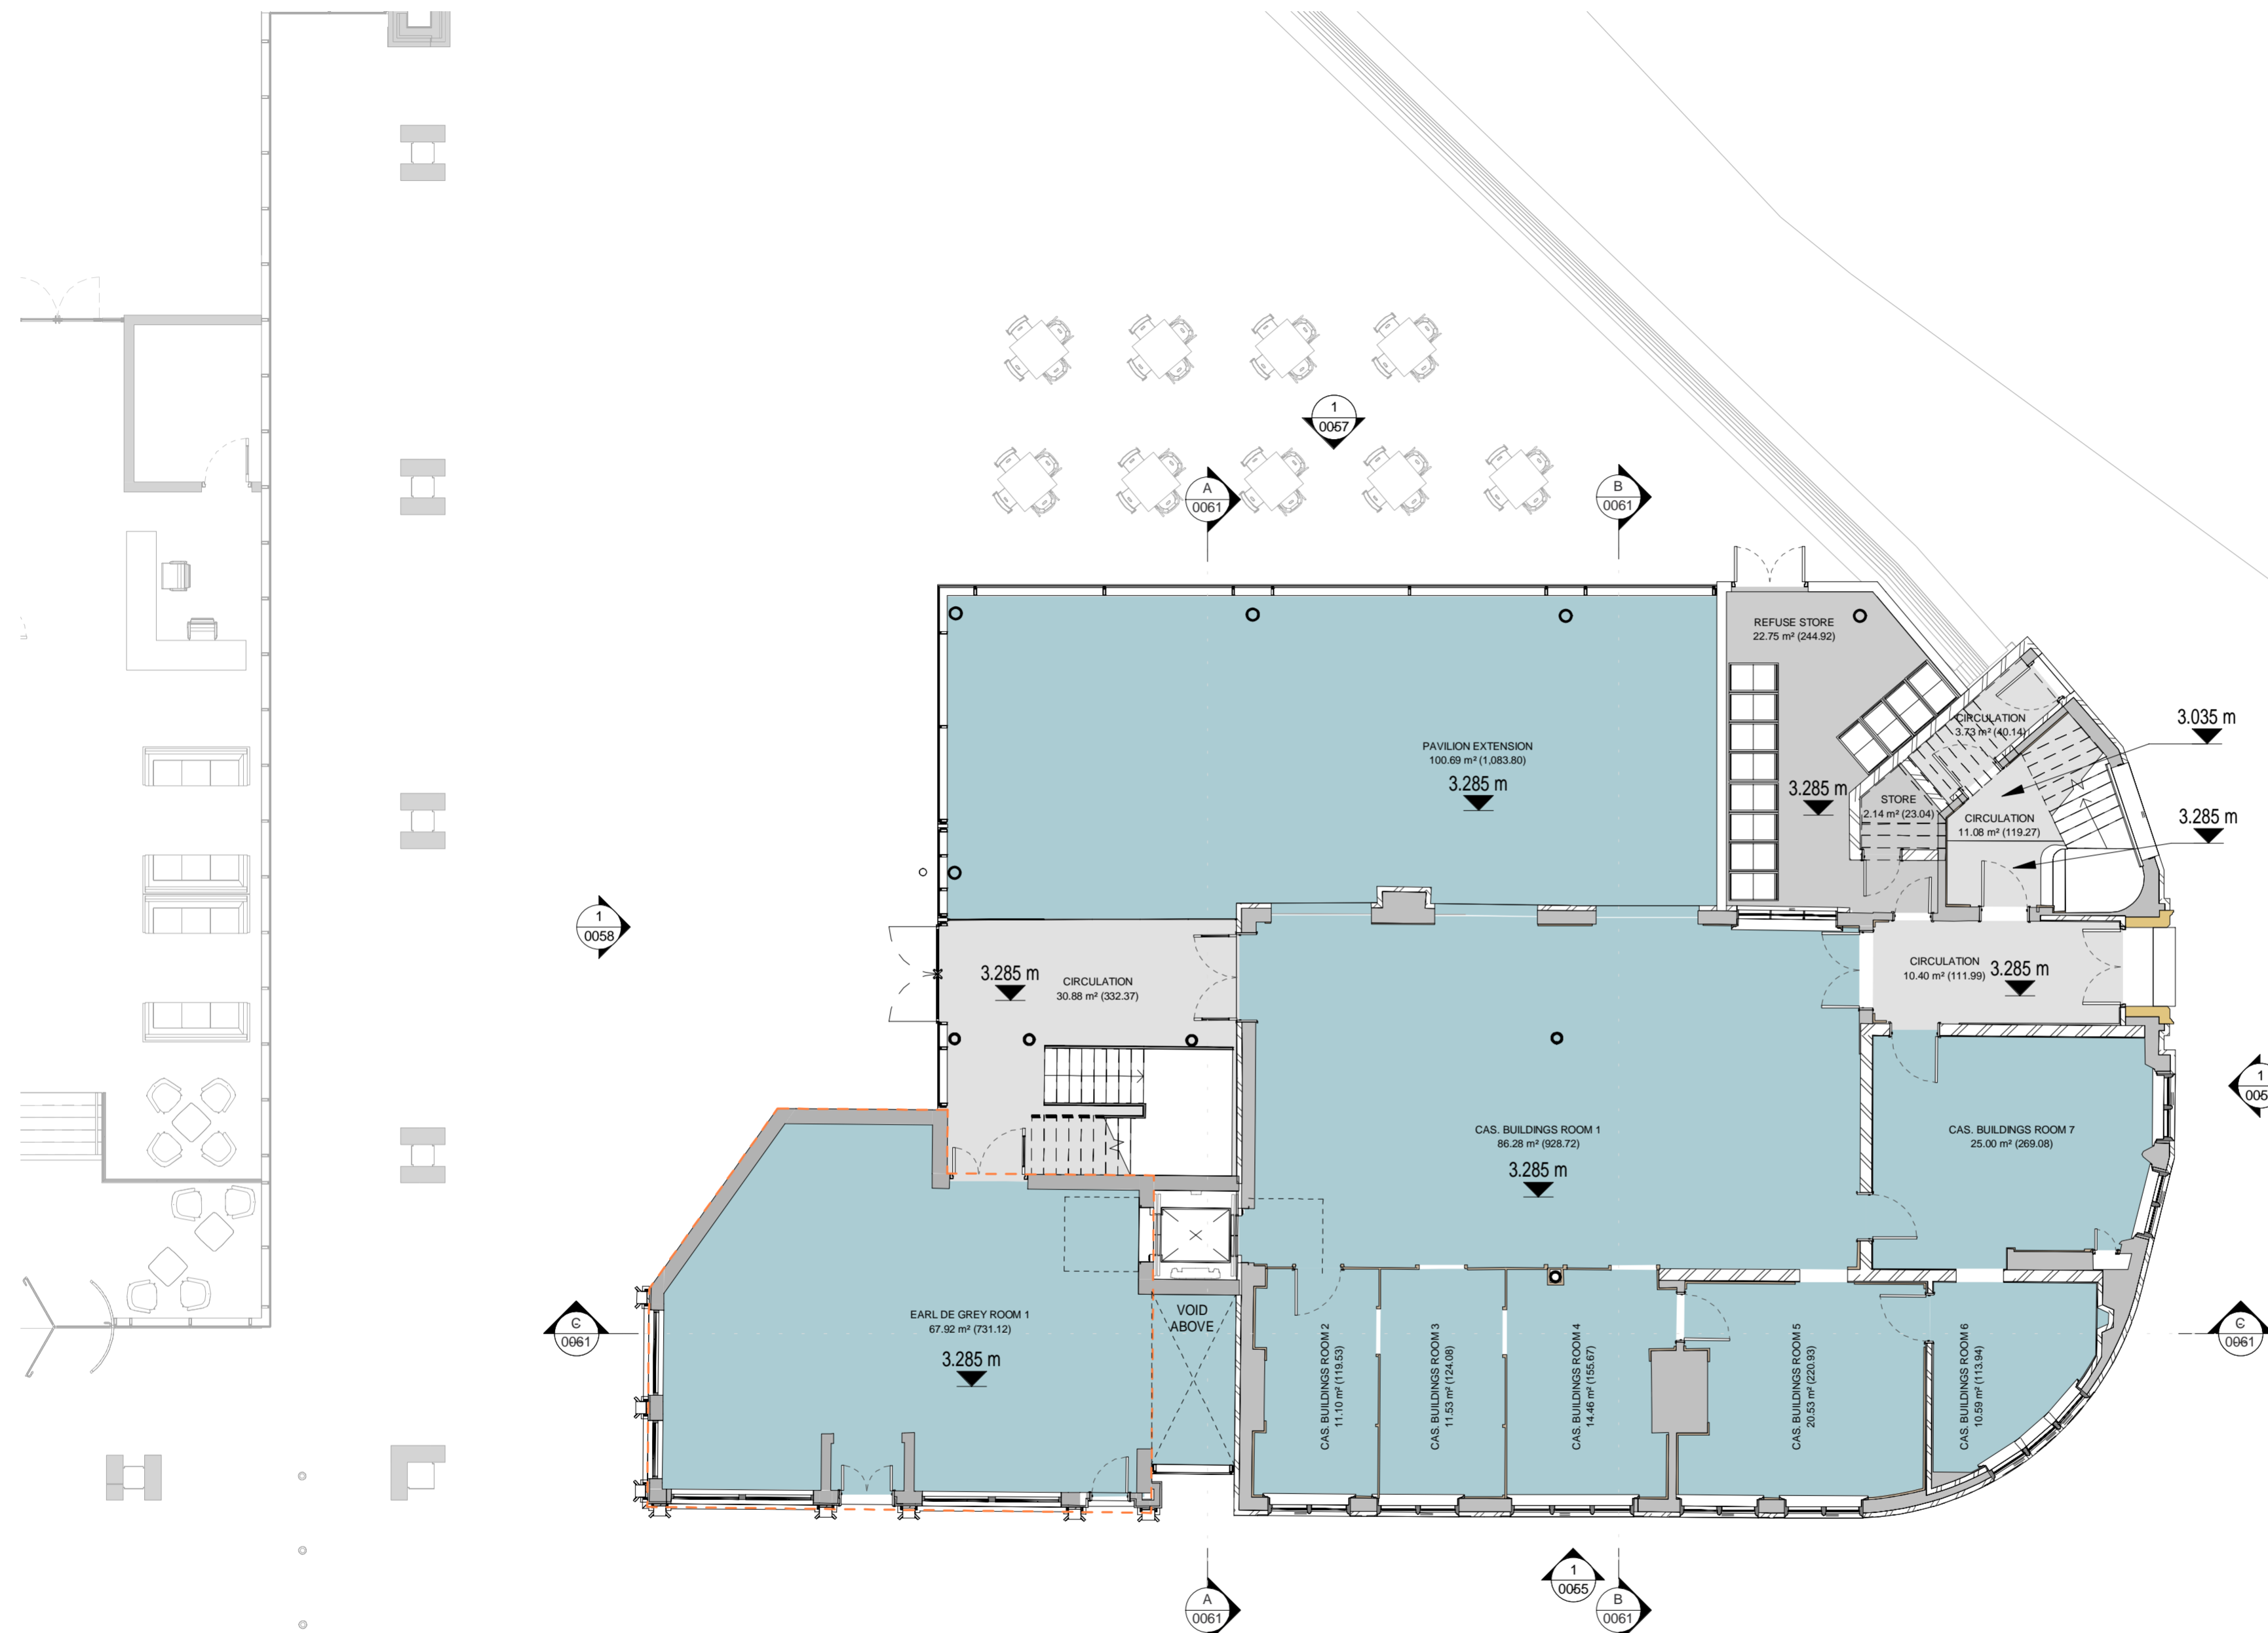 1
0057
A
0061
B
0061
REFUSE STORE
22.75 m² (244.92)
CIRCULATION
3.73 m² (40.14)
3.035 m
PAVILION EXTENSION
100.69 m² (1,083.80)
3.285 m
3.285 m
STORE
2.14 m² (23.04)
CIRCULATION
11.08 m² (119.27)
3.285 m
1
0058
3.285 m
CIRCULATION
30.88 m² (332.37)
CIRCULATION
10.40 m² (111.99)
3.285 m
1
CAS. BUILDINGS ROOM 1
86.28 m² (928.72)
3.285 m
CAS. BUILDINGS ROOM 7
25.00 m² (269.08)
C
0061
EARL DE GREY ROOM 1
67.92 m² (731.12)
3.285 m
VOID
ABOVE
CAS. BUILDINGS ROOM 2
11.10 m² (119.53)
CAS. BUILDINGS ROOM 3
11.53 m² (124.08)
CAS. BUILDINGS ROOM 4
14.46 m² (155.67)
CAS. BUILDINGS ROOM 5
20.53 m² (220.93)
CAS. BUILDINGS ROOM 6
10.59 m² (113.94)
C
0061
A
0061
1
0055
B
0061